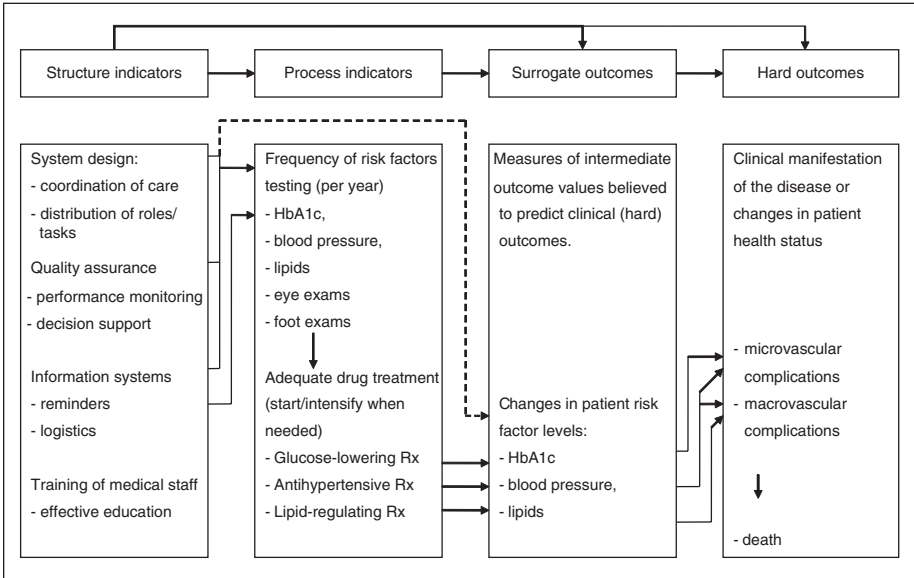 Structure indicators
Process indicators
Surrogate outcomes
Hard outcomes
System design:
- coordination of care
- distribution of roles/
tasks
Quality assurance
- performance monitoring
- decision support
Information systems
- reminders
- logistics
Training of medical staff
- effective education
Frequency of risk factors
testing (per year)
- HbA1c,
- blood pressure,
- lipids
- eye exams
- foot exams
Adequate drug treatment
(start/intensify when
needed)
- Glucose-lowering Rx
- Antihypertensive Rx
- Lipid-regulating Rx
Measures of intermediate
outcome values believed
to predict clinical (hard)
outcomes.
Changes in patient risk
factor levels:
- HbA1c
- blood pressure,
- lipids
Clinical manifestation
of the disease or
changes in patient
health status
- microvascular
complications
- macrovascular
complications
- death